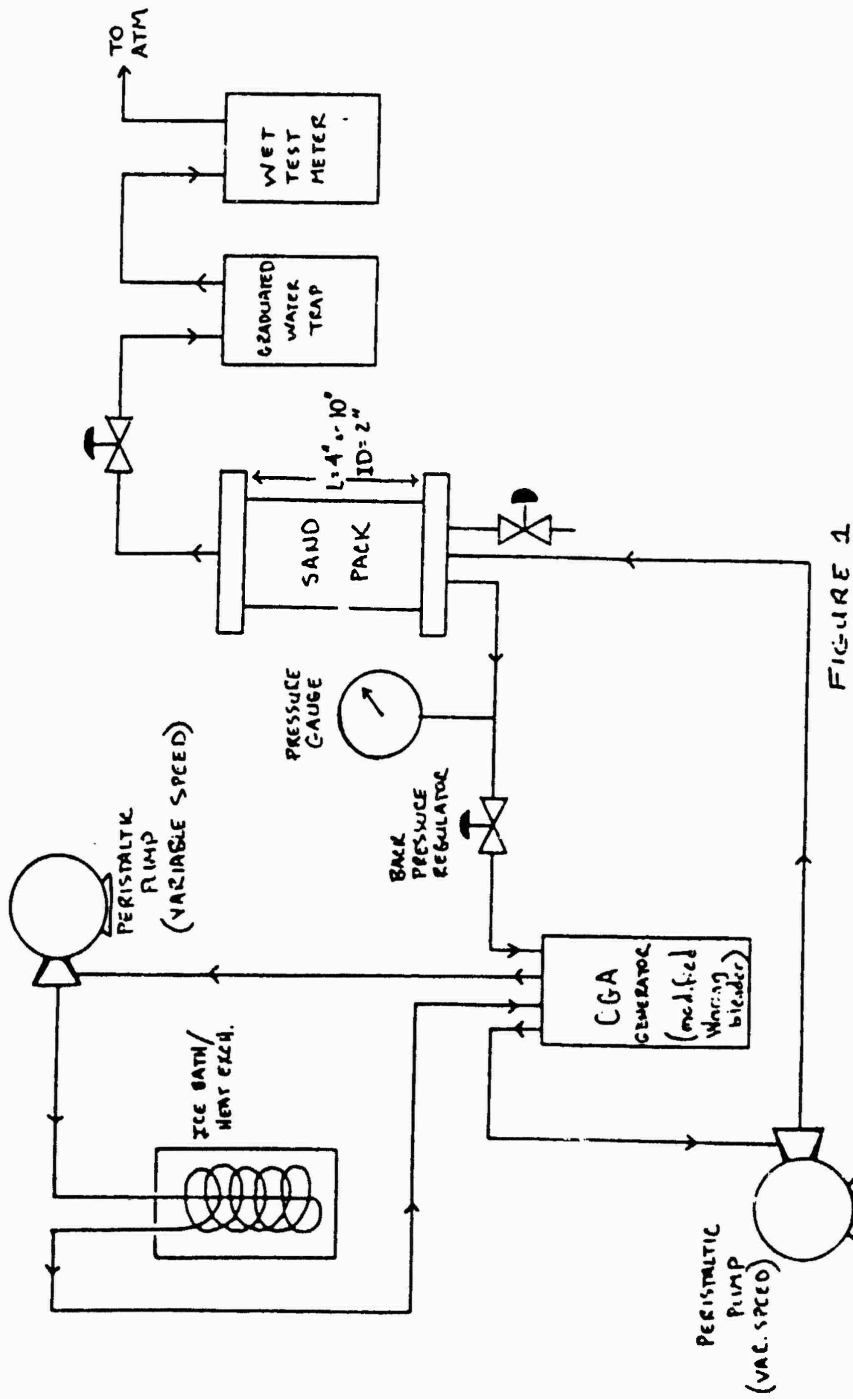 TO
ATM
WET
TEST
METER
GRADUATED
WATER
TRAP
L=4" or 10"
ID=2"
SAND
PACK
PRESSURE
GAUGE
BACK
PRESSURE
REGULATOR
PERISTALTIC
PUMP
(VARIABLE SPEED)
ICE BATH/
HEAT EXCH.
CGA
GENERATOR
(modified
Waring
blender)
PERISTALTIC
PUMP
(VAR. SPEED)
FIGURE 1